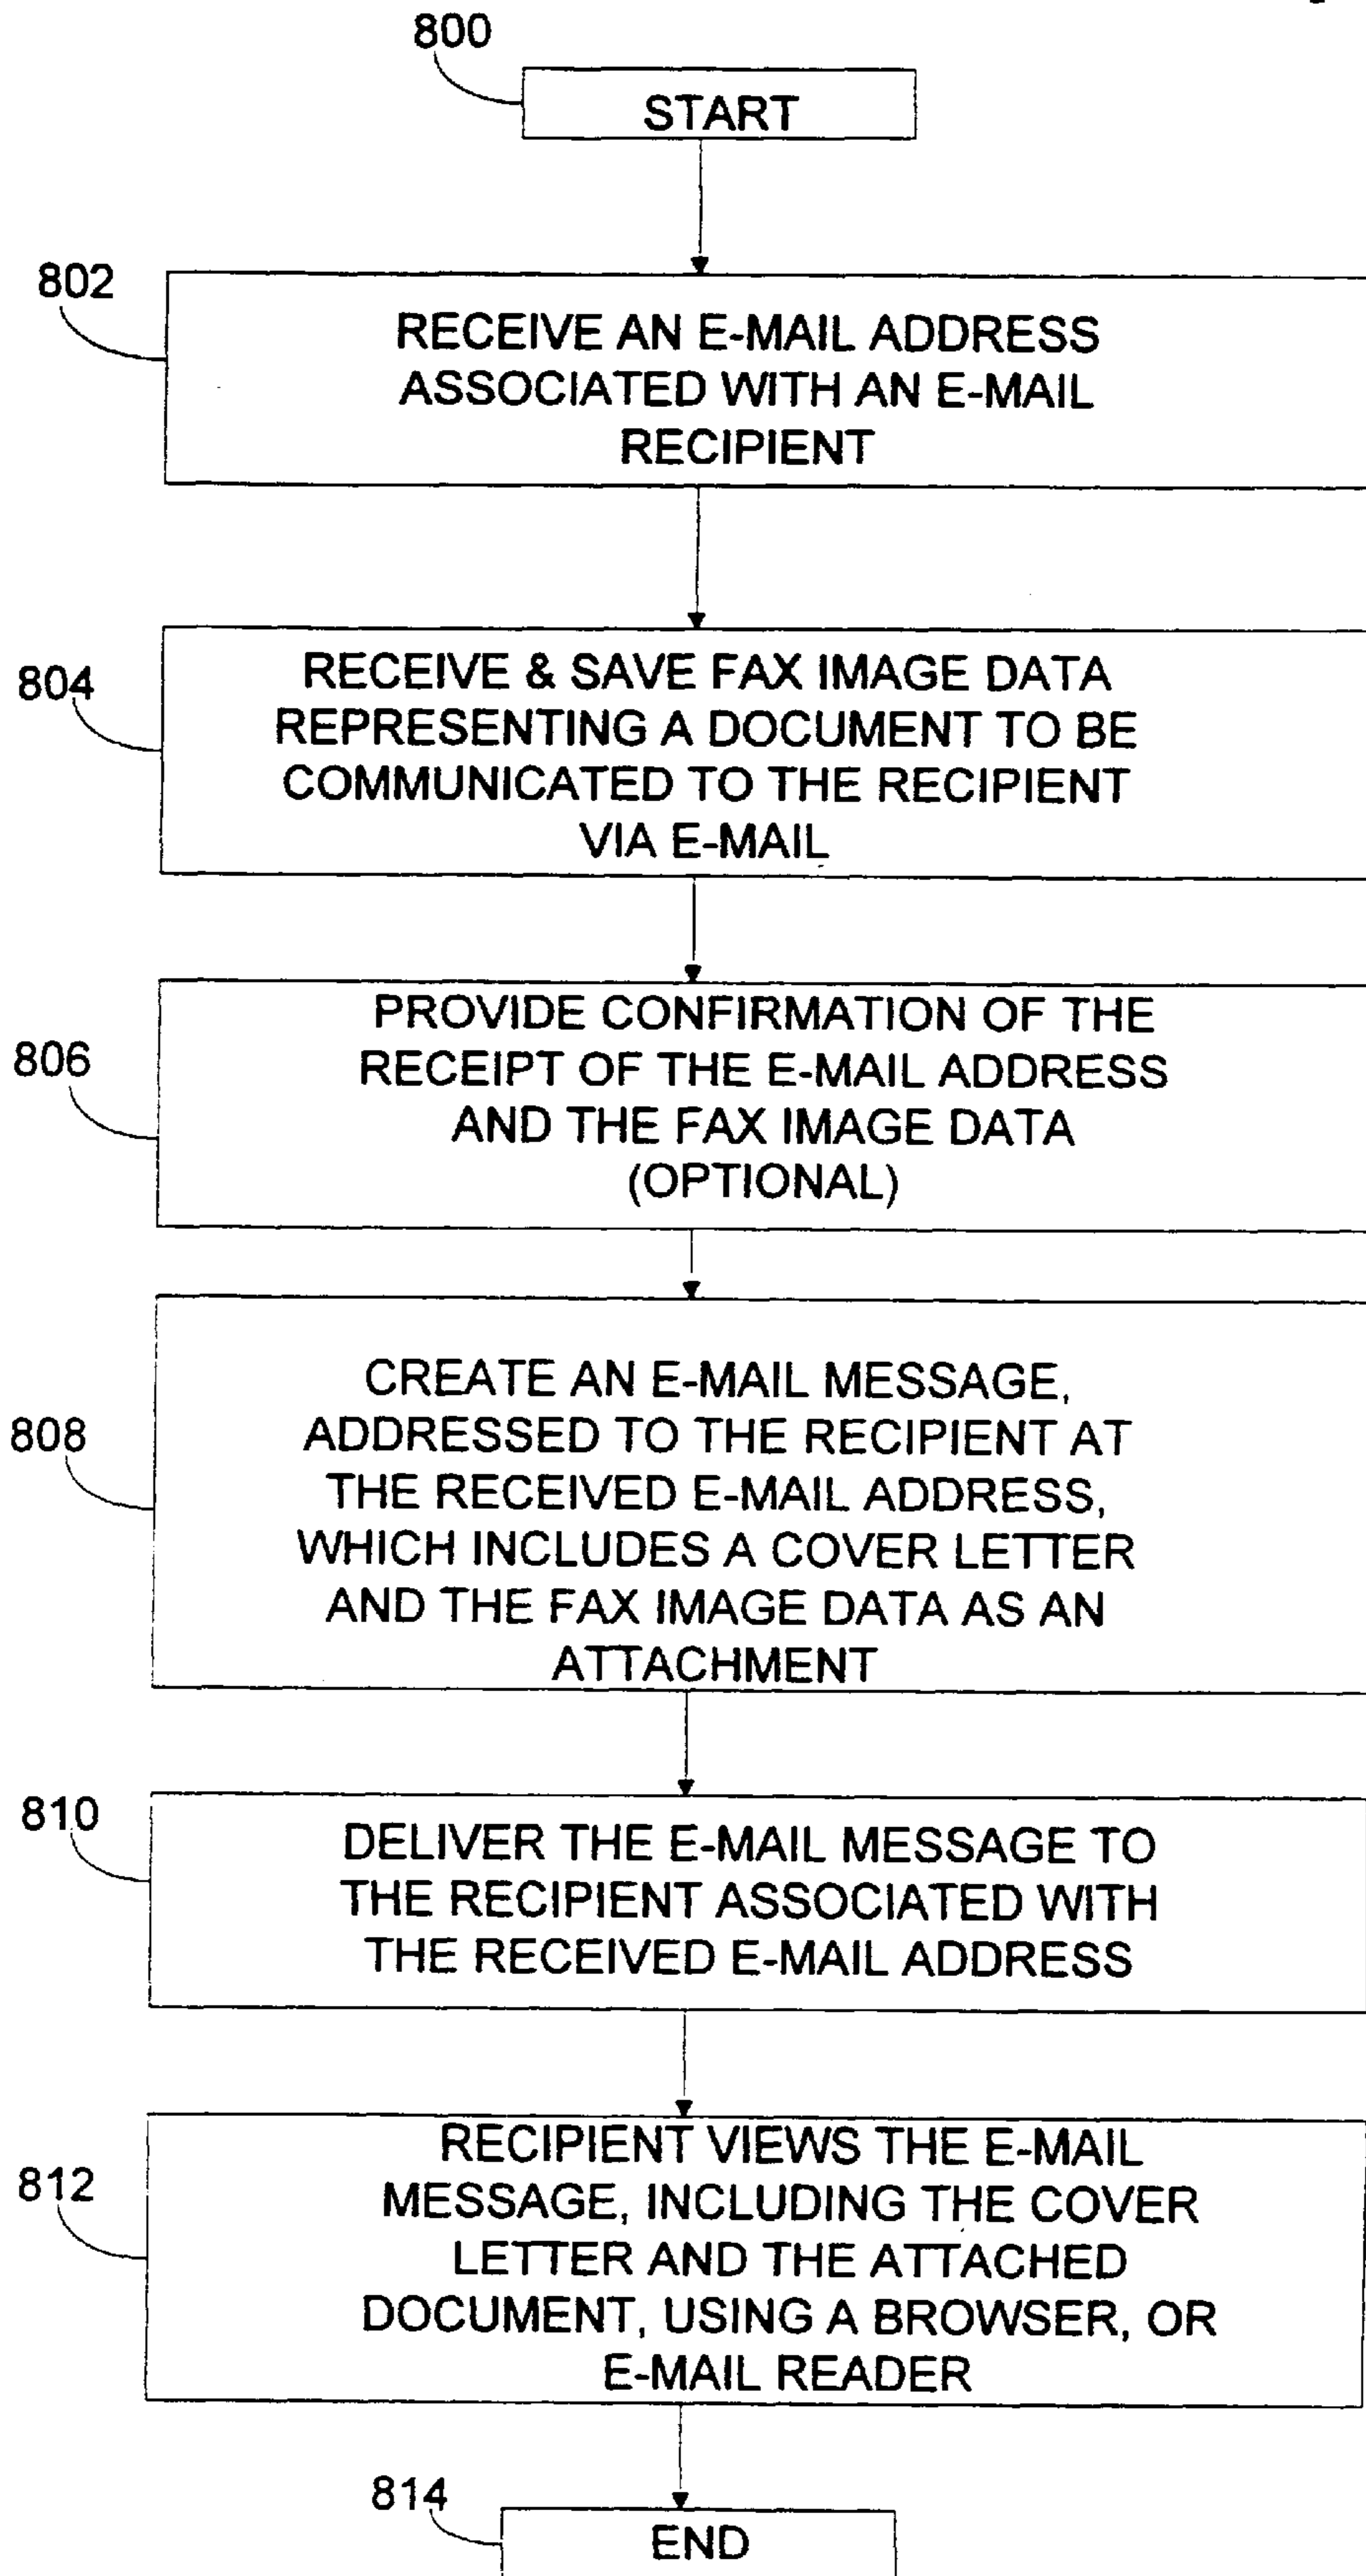 800
START
802
RECEIVE AN E-MAIL ADDRESS
ASSOCIATED WITH AN E-MAIL
RECIPIENT
804
RECEIVE & SAVE FAX IMAGE DATA
REPRESENTING A DOCUMENT TO BE
COMMUNICATED TO THE RECIPIENT
VIA E-MAIL
806
PROVIDE CONFIRMATION OF THE
RECEIPT OF THE E-MAIL ADDRESS
AND THE FAX IMAGE DATA
(OPTIONAL)
808
CREATE AN E-MAIL MESSAGE,
ADDRESSED TO THE RECIPIENT AT
THE RECEIVED E-MAIL ADDRESS,
WHICH INCLUDES A COVER LETTER
AND THE FAX IMAGE DATA AS AN
ATTACHMENT
810
DELIVER THE E-MAIL MESSAGE TO
THE RECIPIENT ASSOCIATED WITH
THE RECEIVED E-MAIL ADDRESS
812
RECIPIENT VIEWS THE E-MAIL
MESSAGE, INCLUDING THE COVER
LETTER AND THE ATTACHED
DOCUMENT, USING A BROWSER, OR
E-MAIL READER
814
END